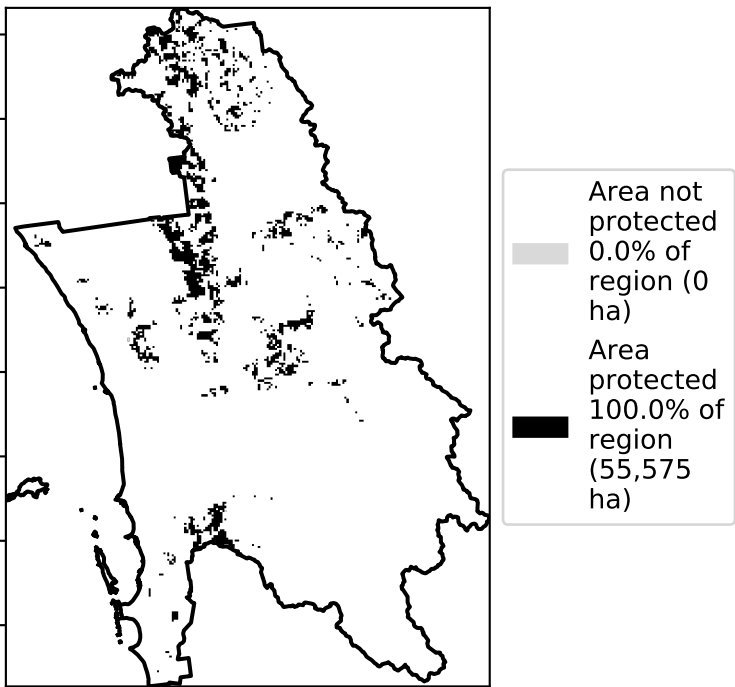 Area not
protected
0.0% of
region (0
ha)
Area
protected
100.0% of
region
(55,575
ha)